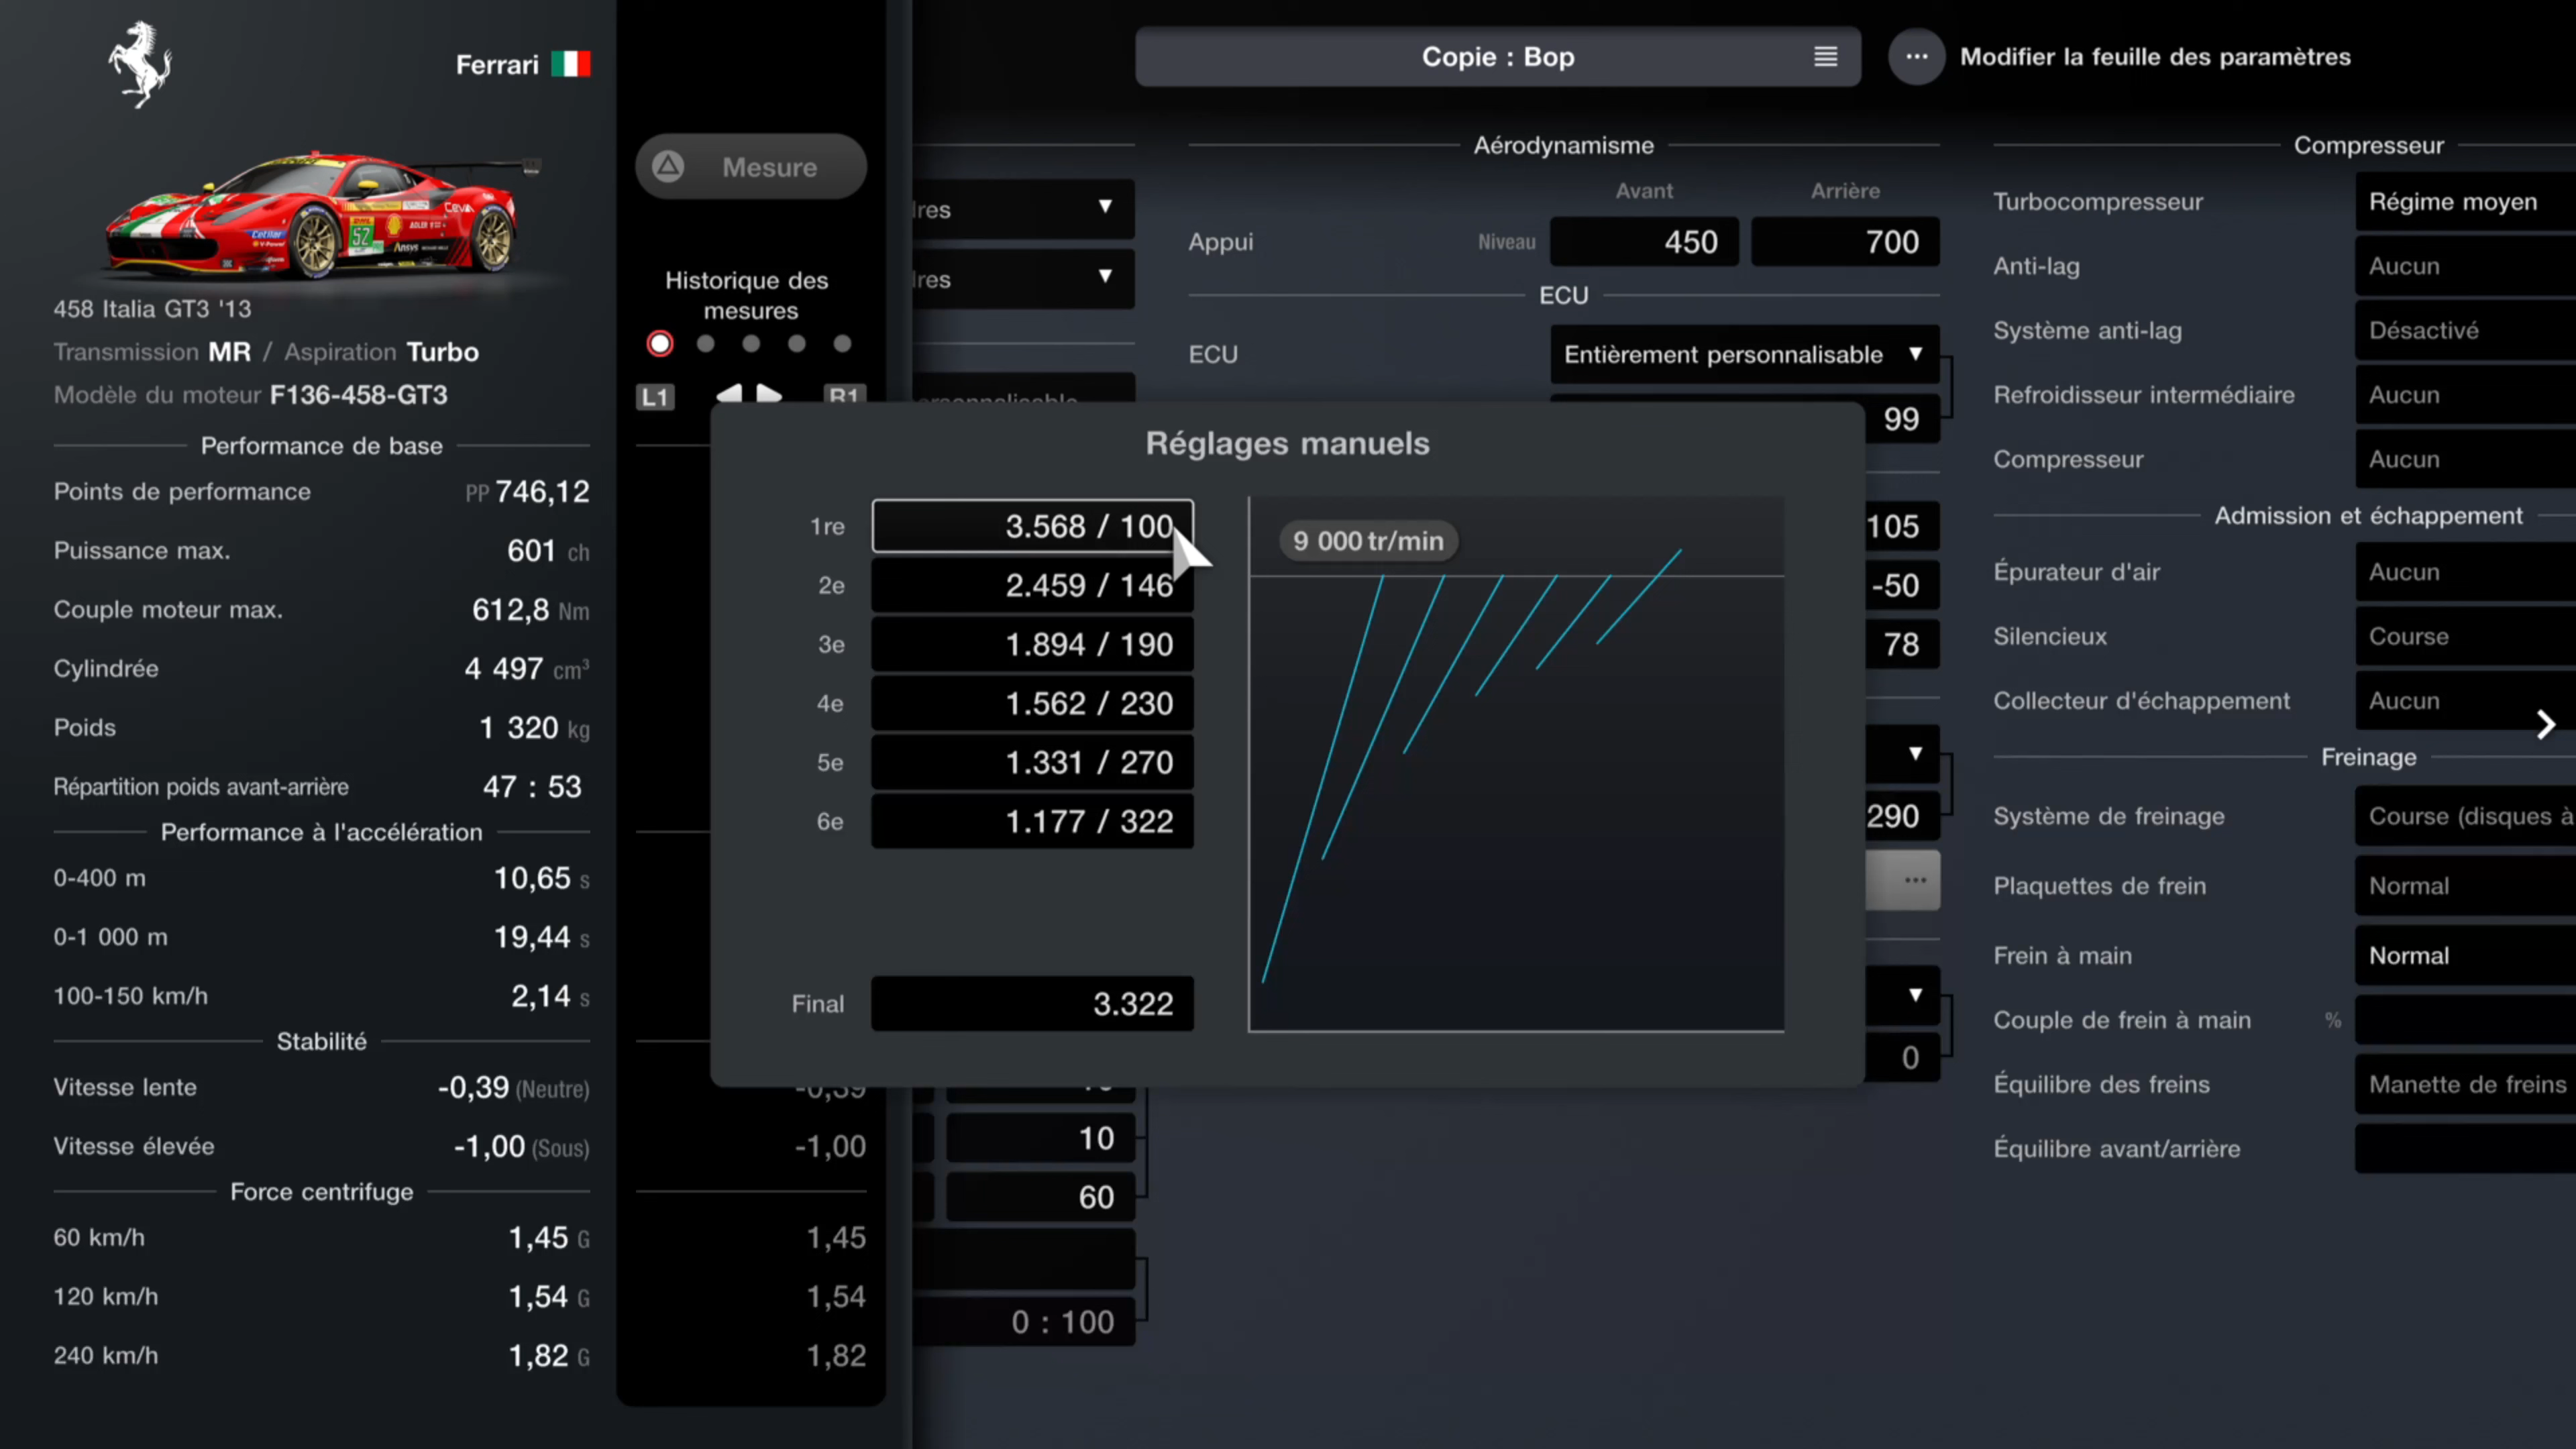 Ferrari
458 Italia GT3 '13
Transmission MR / Aspiration Turbo
Modèle du moteur F136-458-GT3
Performance de base
Points de performance PP 746,12
Puissance max. 601 ch
Couple moteur max. 612,8 Nm
Cylindrée 4 497 cm³
Poids 1 320 kg
Répartition poids avant-arrière 47 : 53
Performance à l'accélération
0-400 m 10,65 s
0-1 000 m 19,44 s
100-150 km/h 2,14 s
Stabilité
Vitesse lente -0,39 (Neutre)
Vitesse élevée -1,00 (Sous)
Force centrifuge
60 km/h 1,45 G
120 km/h 1,54 G
240 km/h 1,82 G
Mesure
Historique des
mesures
L1 R1
-0,39
-1,00
1,45
1,54
1,82
Copie : Bop
Modifier la feuille des paramètres
10
60
0 : 100
Aérodynamisme
Avant Arrière
Appui Niveau 450 700
ECU
ECU Entièrement personnalisable
99
105
-50
78
290
0
Réglages manuels
1re 3.568 / 100
2e 2.459 / 146
3e 1.894 / 190
4e 1.562 / 230
5e 1.331 / 270
6e 1.177 / 322
Final 3.322
9 000 tr/min
Compresseur
Turbocompresseur Régime moyen
Anti-lag Aucun
Système anti-lag Désactivé
Refroidisseur intermédiaire Aucun
Compresseur Aucun
Admission et échappement
Épurateur d'air Aucun
Silencieux Course
Collecteur d'échappement Aucun
Freinage
Système de freinage Course (disques à
Plaquettes de frein Normal
Frein à main Normal
Couple de frein à main %
Équilibre des freins Manette de freins
Équilibre avant/arrière